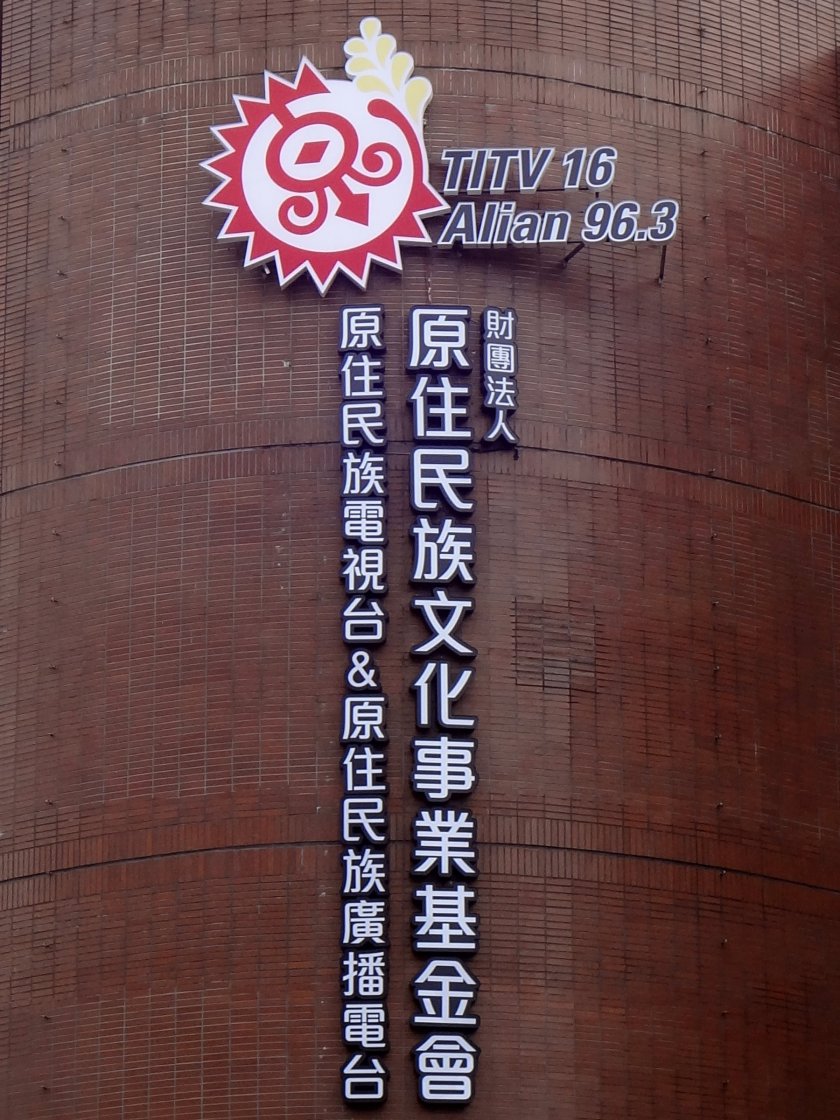 TITV 16
Alian 96.3
財團法人
原住民族文化事業基金會
原住民族電視台&原住民族廣播電台